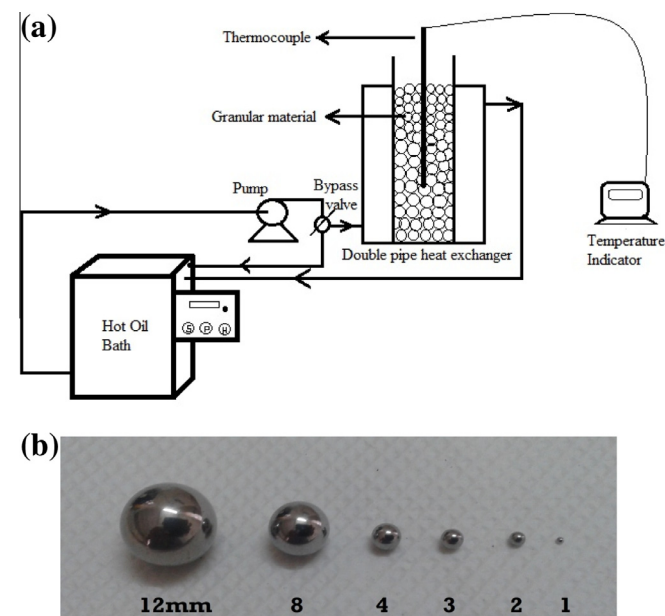 (a)
Thermocouple
Granular material
Pump
Bypass
valve
Double pipe heat exchanger
Temperature
Indicator
Hot Oil
Bath
S P H
(b)
12mm 8 4 3 2 1